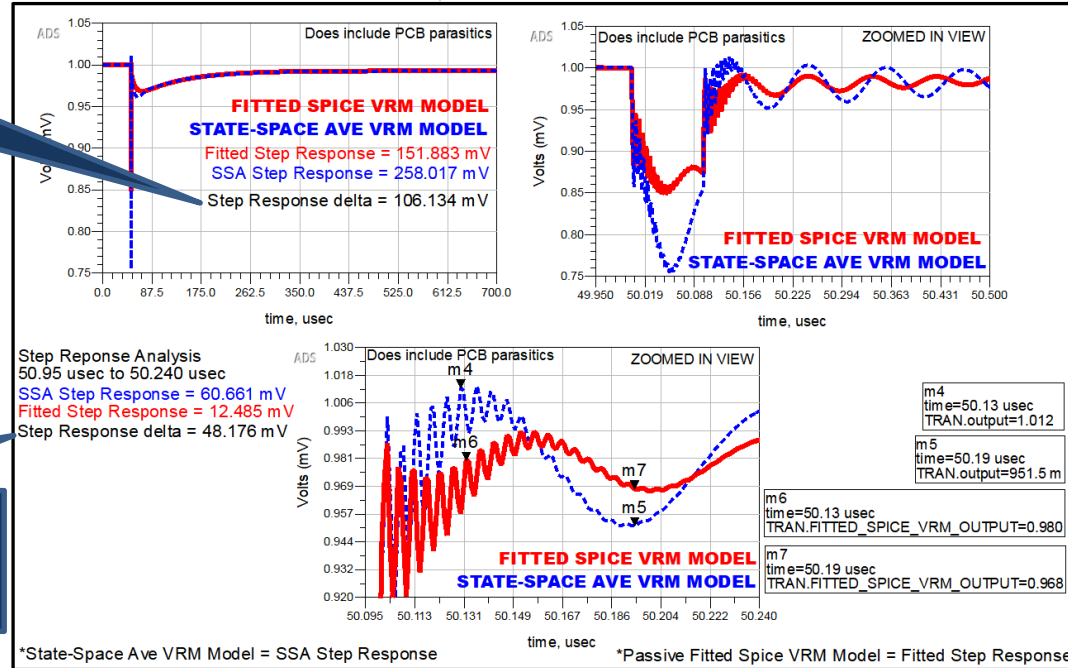 ADS
Does include PCB parasitics
1.05
1.00
0.95
0.90
0.85
0.80
0.75
FITTED SPICE VRM MODEL
STATE-SPACE AVE VRM MODEL
Fitted Step Response = 151.883 mV
SSA Step Response = 258.017 mV
Step Response delta = 106.134 mV
0.0 87.5 175.0 262.5 350.0 437.5 525.0 612.5 700.0
time, usec
ADS
Does include PCB parasitics ZOOMED IN VIEW
Volts (mV)
1.05
1.00
0.95
0.90
0.85
0.80
0.75
FITTED SPICE VRM MODEL
STATE-SPACE AVE VRM MODEL
49.950 50.019 50.088 50.156 50.225 50.294 50.363 50.431 50.500
time, usec
Step Reponse Analysis
50.95 usec to 50.240 usec
SSA Step Response = 60.661 mV
Fitted Step Response = 12.485 mV
Step Response delta = 48.176 mV
ADS
Does include PCB parasitics ZOOMED IN VIEW
Volts (mV)
1.030
1.018
1.006
0.993
0.981
0.969
0.957
0.944
0.932
0.920
m4
m6
m7
m5
FITTED SPICE VRM MODEL
STATE-SPACE AVE VRM MODEL
50.095 50.113 50.131 50.149 50.167 50.186 50.204 50.222 50.240
time, usec
m4
time=50.13 usec
TRAN.output=1.012
m5
time=50.19 usec
TRAN.output=951.5 m
m6
time=50.13 usec
TRAN.FITTED_SPICE_VRM_OUTPUT=0.980
m7
time=50.19 usec
TRAN.FITTED_SPICE_VRM_OUTPUT=0.968
*State-Space Ave VRM Model = SSA Step Response
*Passive Fitted Spice VRM Model = Fitted Step Response